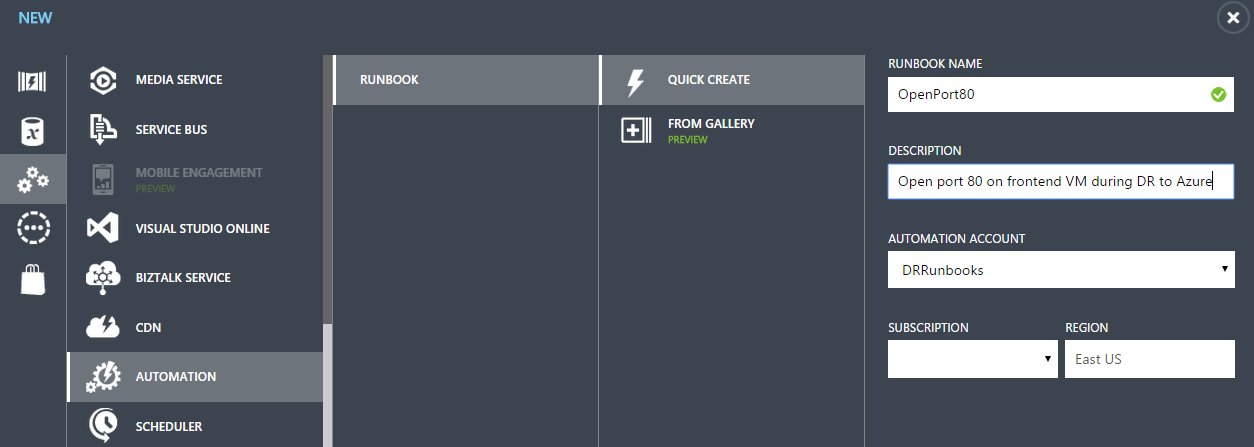 NEW
MEDIA SERVICE
SERVICE BUS
MOBILE ENGAGEMENT
PREVIEW
VISUAL STUDIO ONLINE
BIZTALK SERVICE
CDN
AUTOMATION
SCHEDULER
RUNBOOK
QUICK CREATE
FROM GALLERY
PREVIEW
RUNBOOK NAME
OpenPort80
DESCRIPTION
Open port 80 on frontend VM during DR to Azure
AUTOMATION ACCOUNT
DRRunbooks
SUBSCRIPTION
REGION
East US